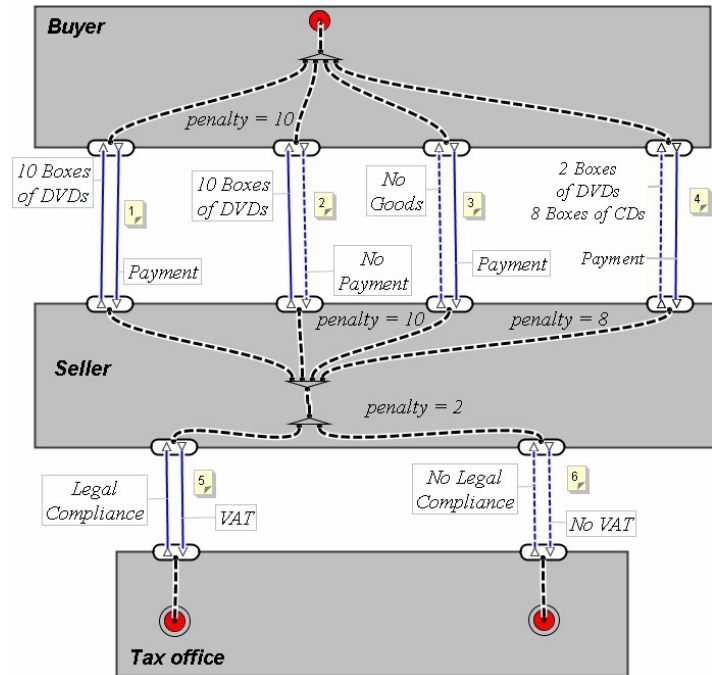 Buyer
penalty = 10
10 Boxes
of DVDs
1
10 Boxes
of DVDs
2
No
Goods
3
2 Boxes
of DVDs
8 Boxes of CDs
4
Payment
No
Payment
Payment
Payment
penalty = 10
penalty = 8
Seller
penalty = 2
Legal
Compliance
5
VAT
No Legal
Compliance
6
No VAT
Tax office